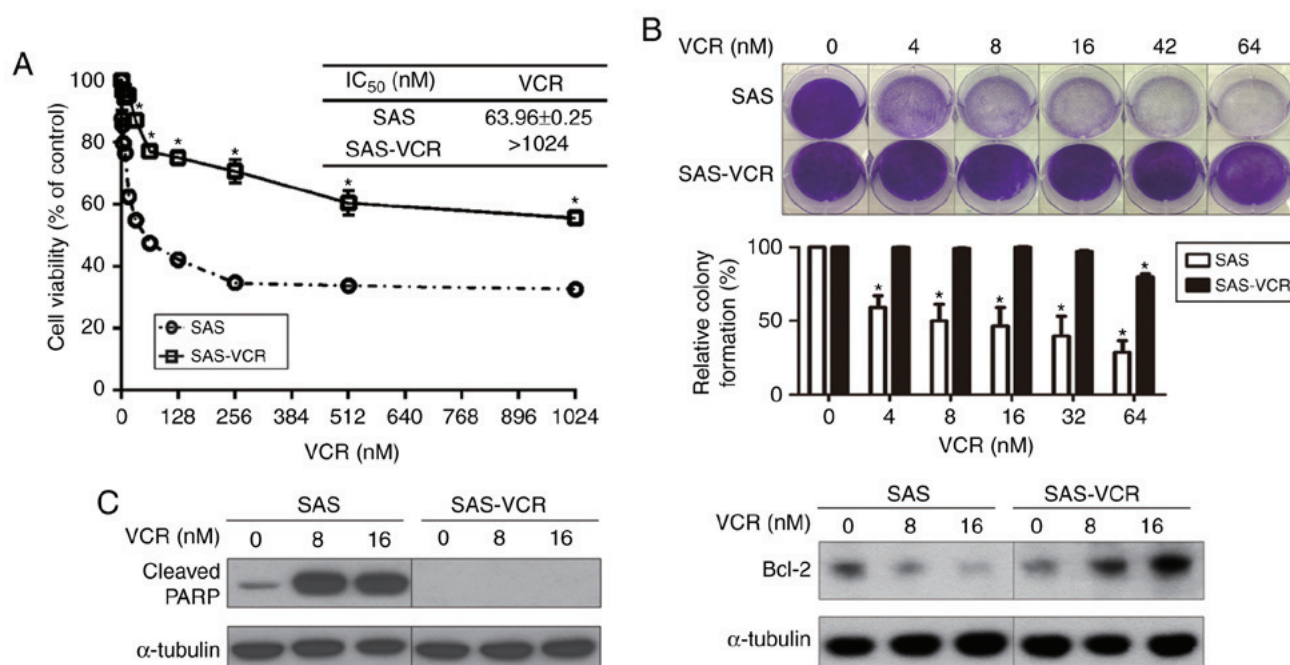 A
IC50 (nM) VCR
SAS 63.96±0.25
SAS-VCR >1024
Cell viability (% of control)
100
80
60
40
20
0
SAS
SAS-VCR
0 128 256 384 512 640 768 896 1024
VCR (nM)
* * * * * *
B
VCR (nM) 0 4 8 16 42 64
SAS
SAS-VCR
Relative colony
formation (%)
100
50
0
* * * * * *
SAS
SAS-VCR
0 4 8 16 32 64
VCR (nM)
C
SAS SAS-VCR
VCR (nM) 0 8 16 0 8 16
Cleaved
PARP
α-tubulin
SAS SAS-VCR
VCR (nM) 0 8 16 0 8 16
Bcl-2
α-tubulin